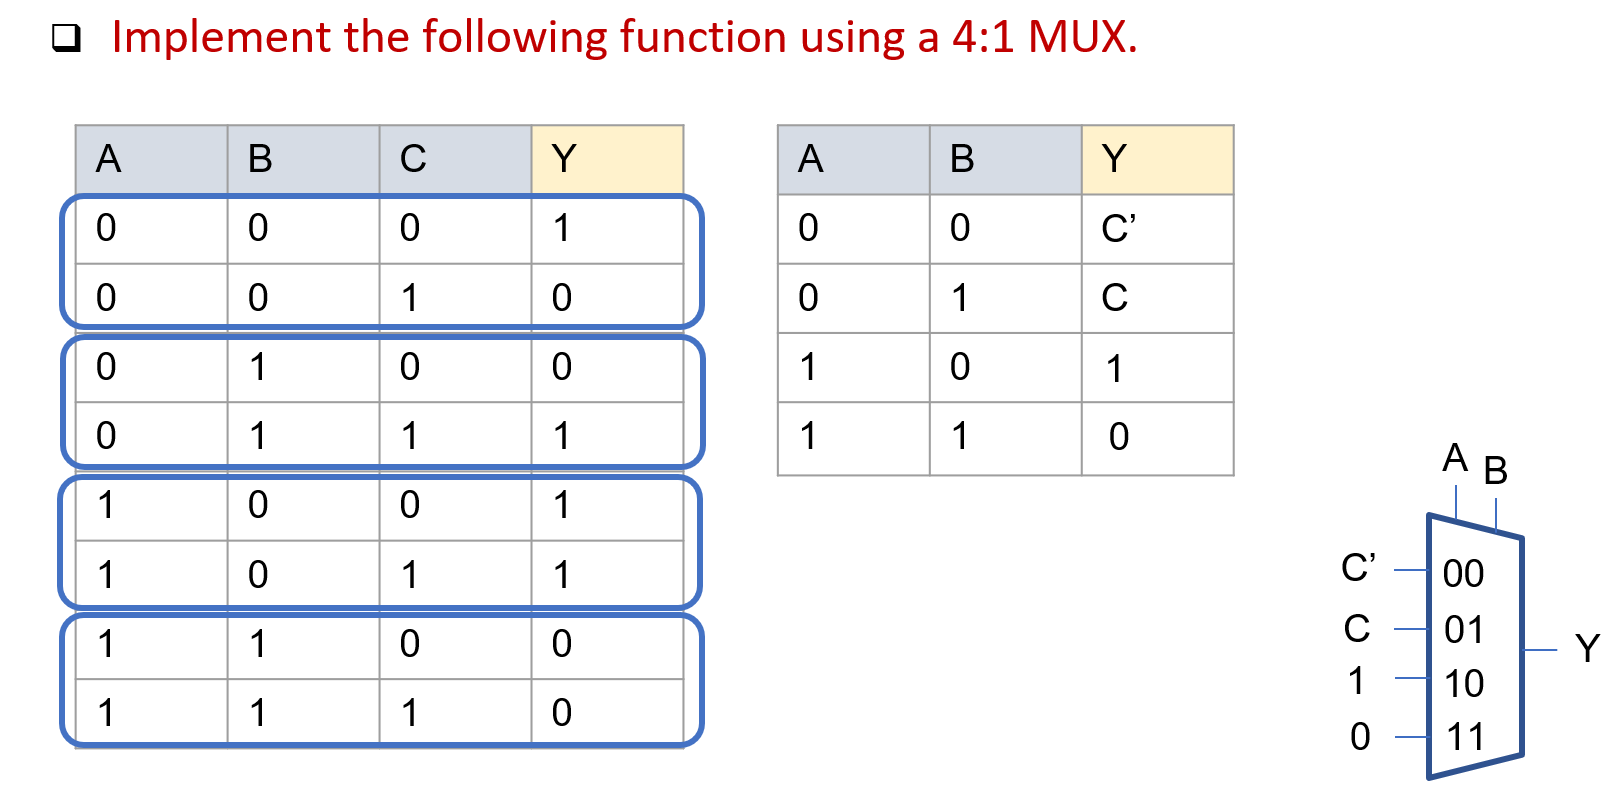 Implement the following function using a 4:1 MUX.
A B C Y
0 0 0 1
0 0 1 0
0 1 0 0
0 1 1 1
1 0 0 1
1 0 1 1
1 1 0 0
1 1 1 0
A B Y
0 0 C’
0 1 C
1 0 1
1 1 0
A B
C’ 00
C 01
Y
1 10
0 11